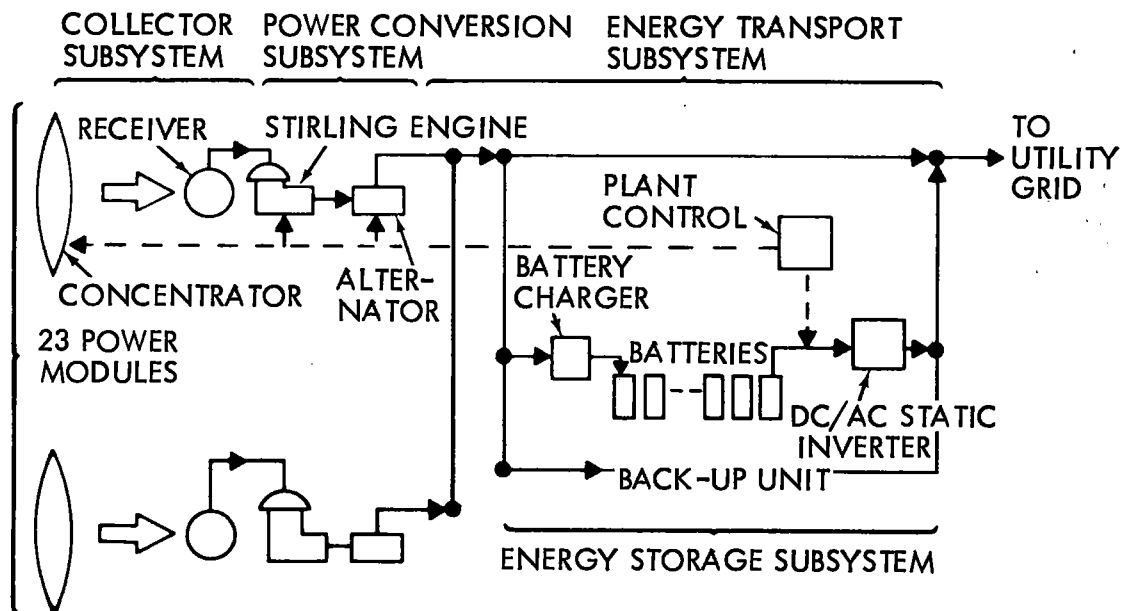 COLLECTOR
SUBSYSTEM
POWER CONVERSION
SUBSYSTEM
ENERGY TRANSPORT
SUBSYSTEM
RECEIVER
STIRLING ENGINE
TO
UTILITY
GRID
PLANT
CONTROL
CONCENTRATOR
ALTER-
NATOR
BATTERY
CHARGER
23 POWER
MODULES
BATTERIES
DC/AC STATIC
INVERTER
BACK-UP UNIT
ENERGY STORAGE SUBSYSTEM